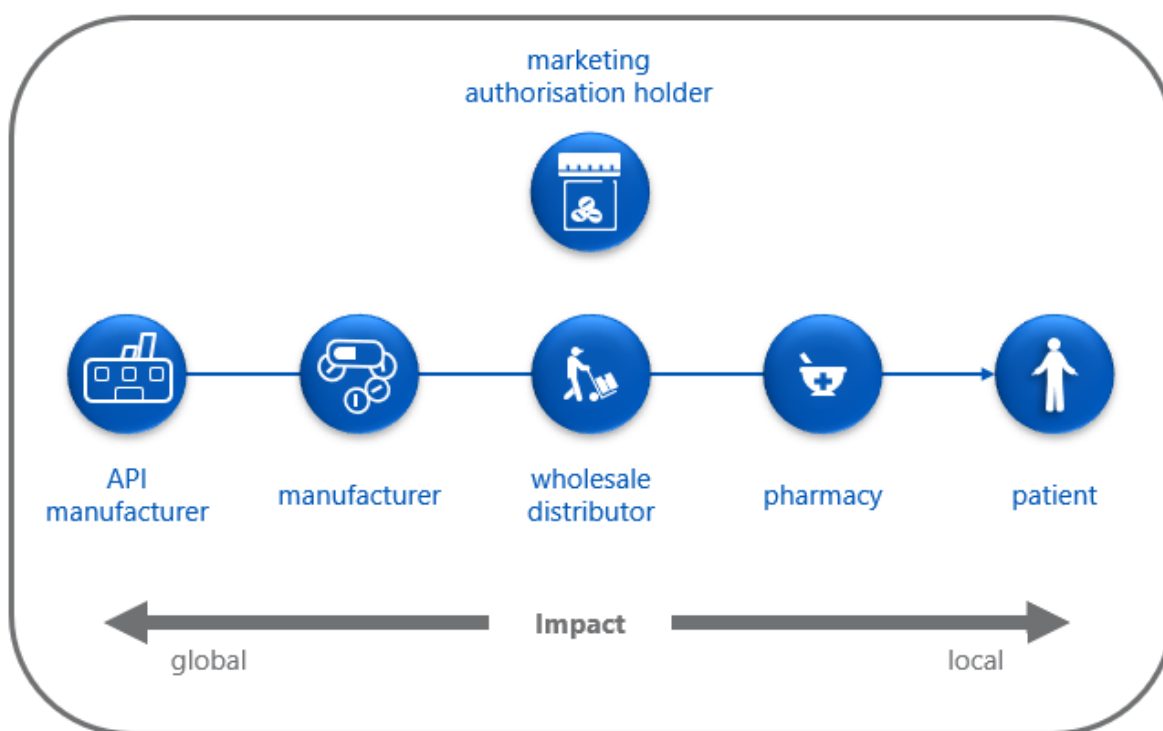 marketing
authorisation holder
API
manufacturer
manufacturer
wholesale
distributor
pharmacy
patient
Impact
global
local